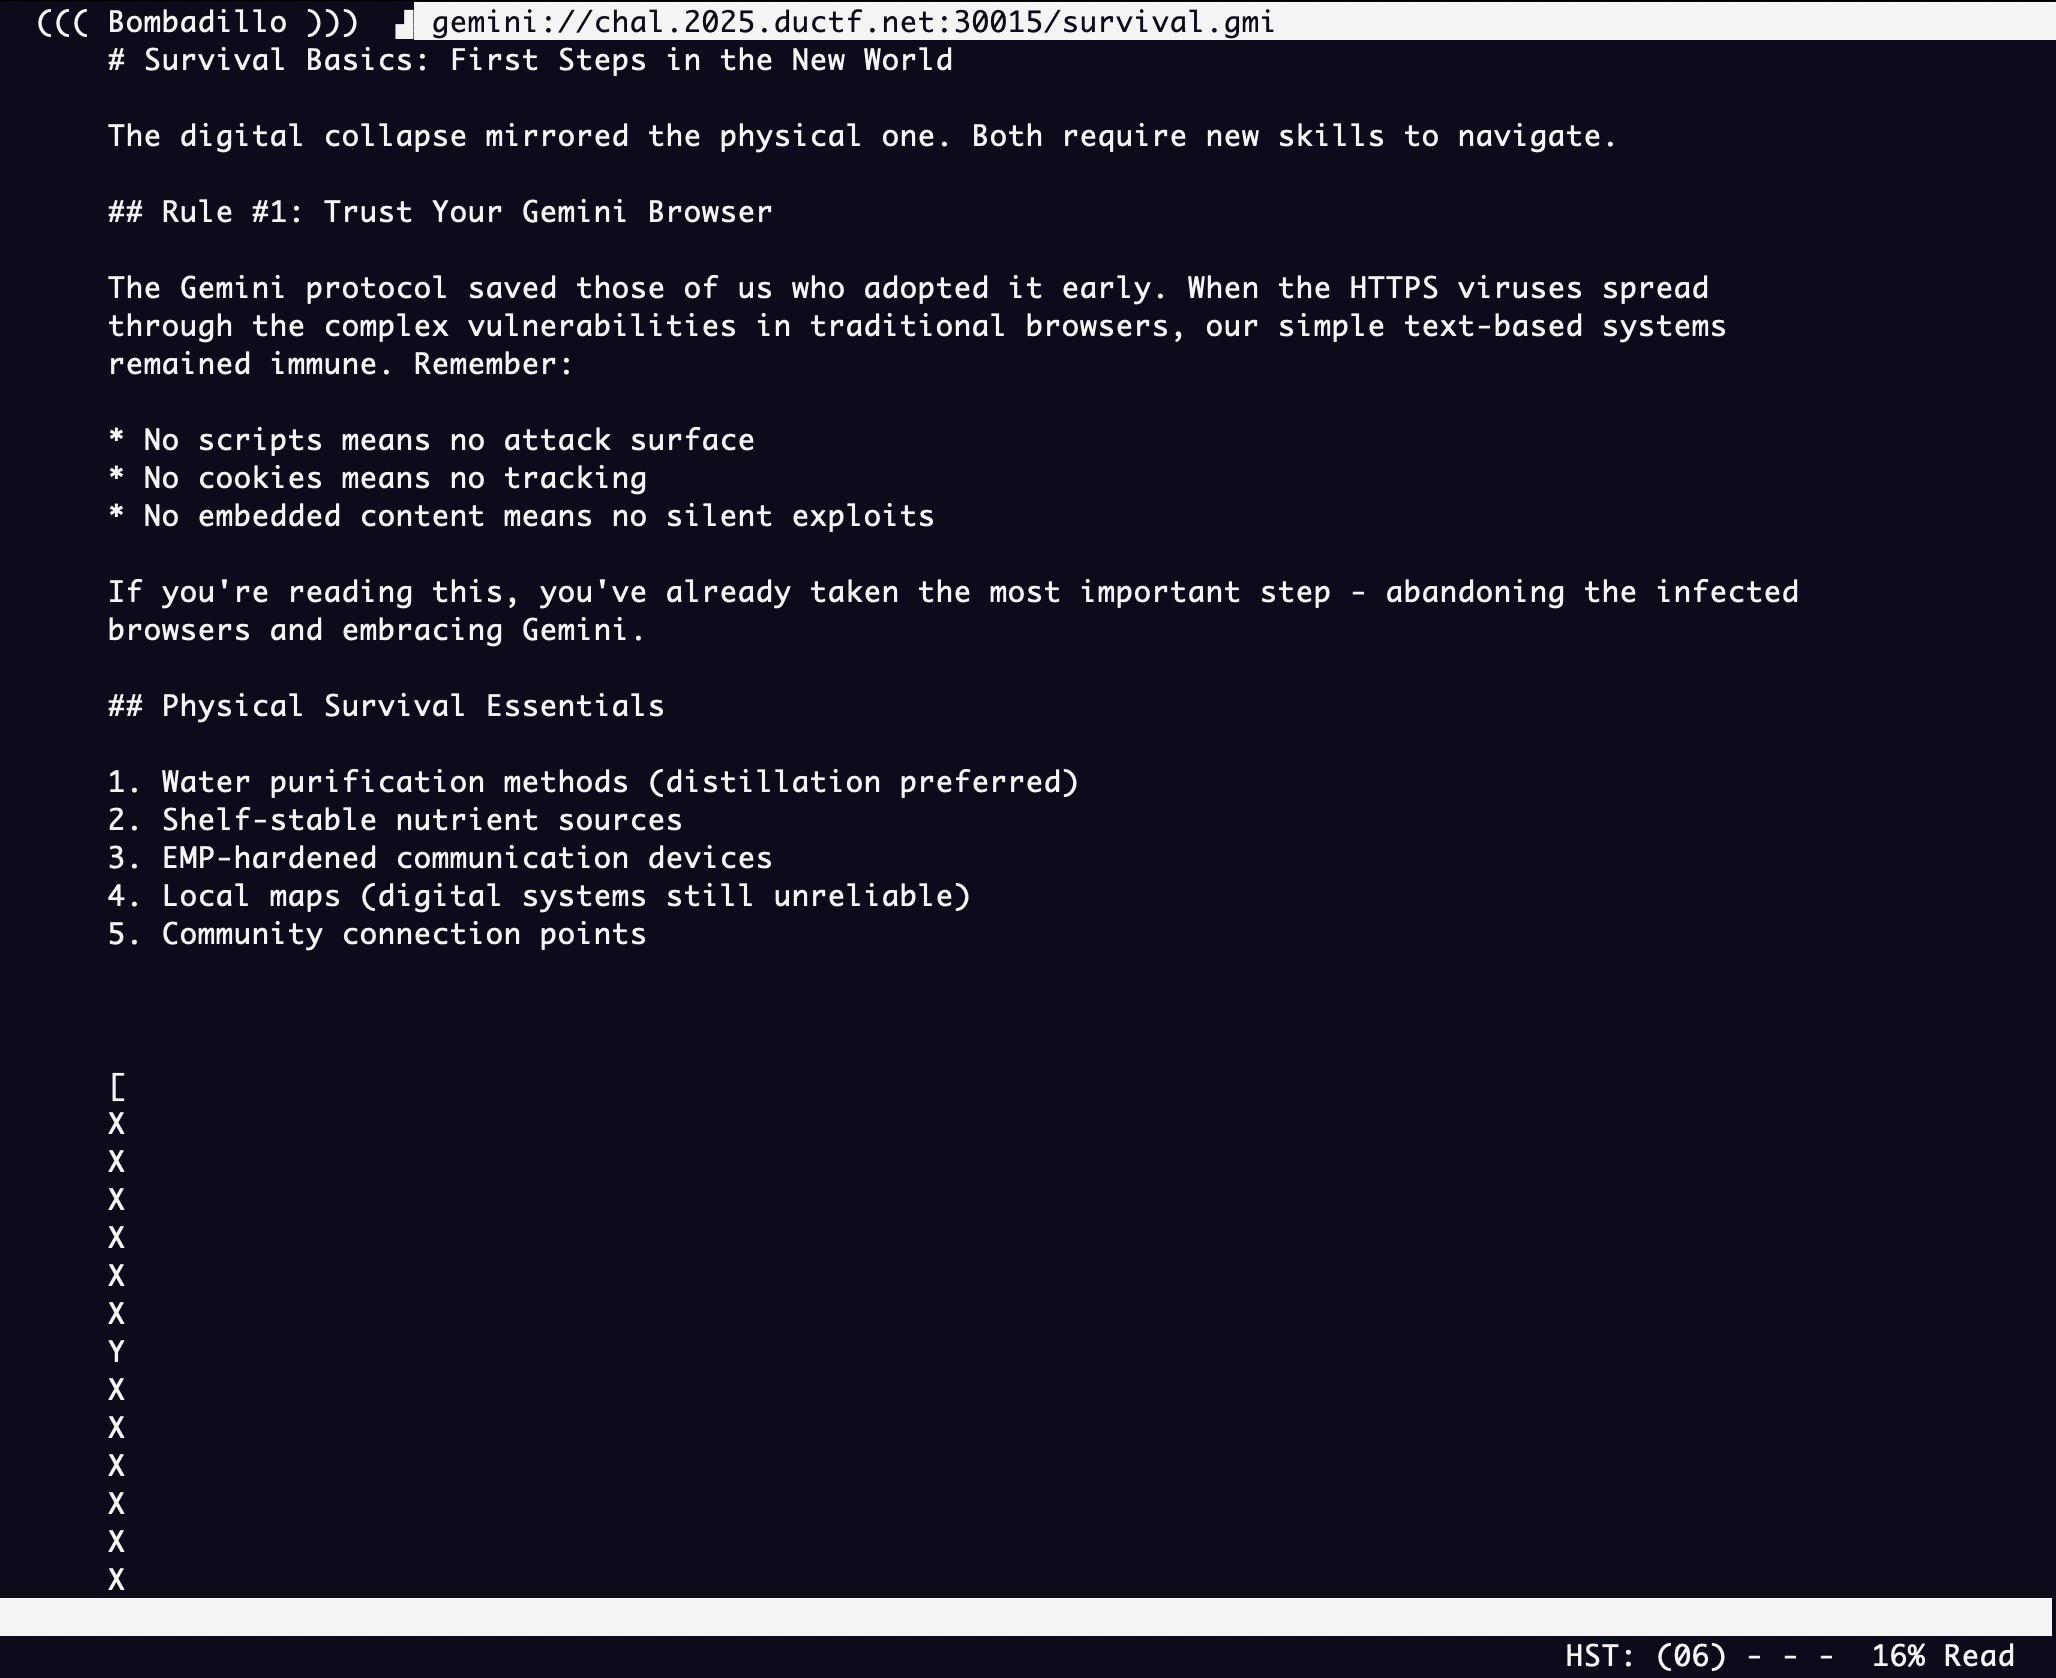 ((( Bombadillo ))) gemini://chal.2025.ductf.net:30015/survival.gmi
# Survival Basics: First Steps in the New World
The digital collapse mirrored the physical one. Both require new skills to navigate.
## Rule #1: Trust Your Gemini Browser
The Gemini protocol saved those of us who adopted it early. When the HTTPS viruses spread
through the complex vulnerabilities in traditional browsers, our simple text-based systems
remained immune. Remember:
* No scripts means no attack surface
* No cookies means no tracking
* No embedded content means no silent exploits
If you're reading this, you've already taken the most important step - abandoning the infected
browsers and embracing Gemini.
## Physical Survival Essentials
1. Water purification methods (distillation preferred)
2. Shelf-stable nutrient sources
3. EMP-hardened communication devices
4. Local maps (digital systems still unreliable)
5. Community connection points
[
X
X
X
X
X
X
Y
X
X
X
X
X
X
HST: (06) - - - 16% Read